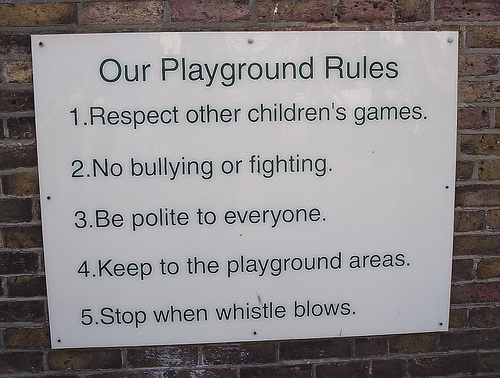 Our Playground Rules
1.Respect other children's games.
2.No bullying or fighting.
3.Be polite to everyone.
4.Keep to the playground areas.
5.Stop when whistle blows.